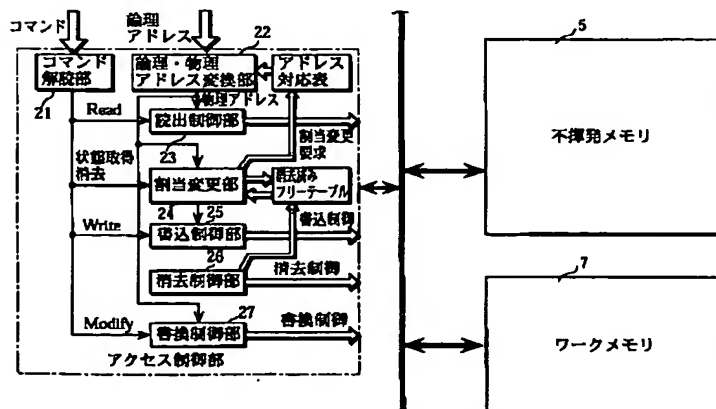 コマンド
論理
アドレス
22
5
コマンド
解読部
論理・物理
アドレス変換部
アドレス
対応表
21
物理アドレス
Read
読出制御部
割当変更
要求
23
不揮発メモリ
状態取得
消去
割当変更部
消去済み
フリーテーブル
24
25
書込制御
Write
書込制御部
26
消去制御
消去制御部
7
27
書換制御
Modify
書換制御部
アクセス制御部
ワークメモリ